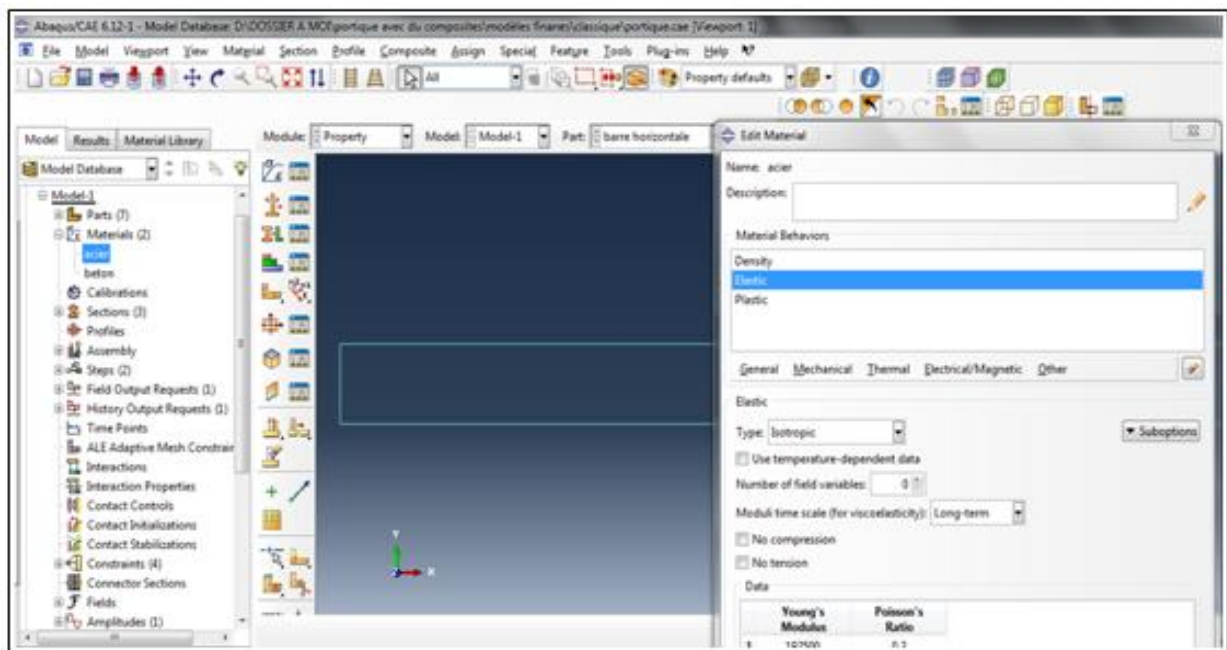 Abaqus/CAE 6.12-1 - Model Database: D:\DOSSIER A MOI\portique avec du composites\modèles finares\classique\portique.cae [Viewport: 1]
File Model Viewport View Material Section Profile Composite Assign Special Feature Tools Plug-ins Help
All Property defaults
Model Results Material Library
Module: Property Model: Model-1 Part: barre horizontale
Model Database
Model-1
Parts (7)
Materials (2)
acier
beton
Calibrations
Sections (3)
Profiles
Assembly
Steps (2)
Field Output Requests (1)
History Output Requests (1)
Time Points
ALE Adaptive Mesh Constrain
Interactions
Interaction Properties
Contact Controls
Contact Initializations
Contact Stabilizations
Constraints (4)
Connector Sections
Fields
Amplitudes (1)
Y
X
Edit Material
Name: acier
Description:
Material Behaviors
Density
Elastic
Plastic
General Mechanical Thermal Electrical/Magnetic Other
Elastic
Type: Isotropic
Suboptions
Use temperature-dependent data
Number of field variables: 0
Moduli time scale (for viscoelasticity): Long-term
No compression
No tension
Data
Young's Modulus
Poisson's Ratio
1 197500 0.3